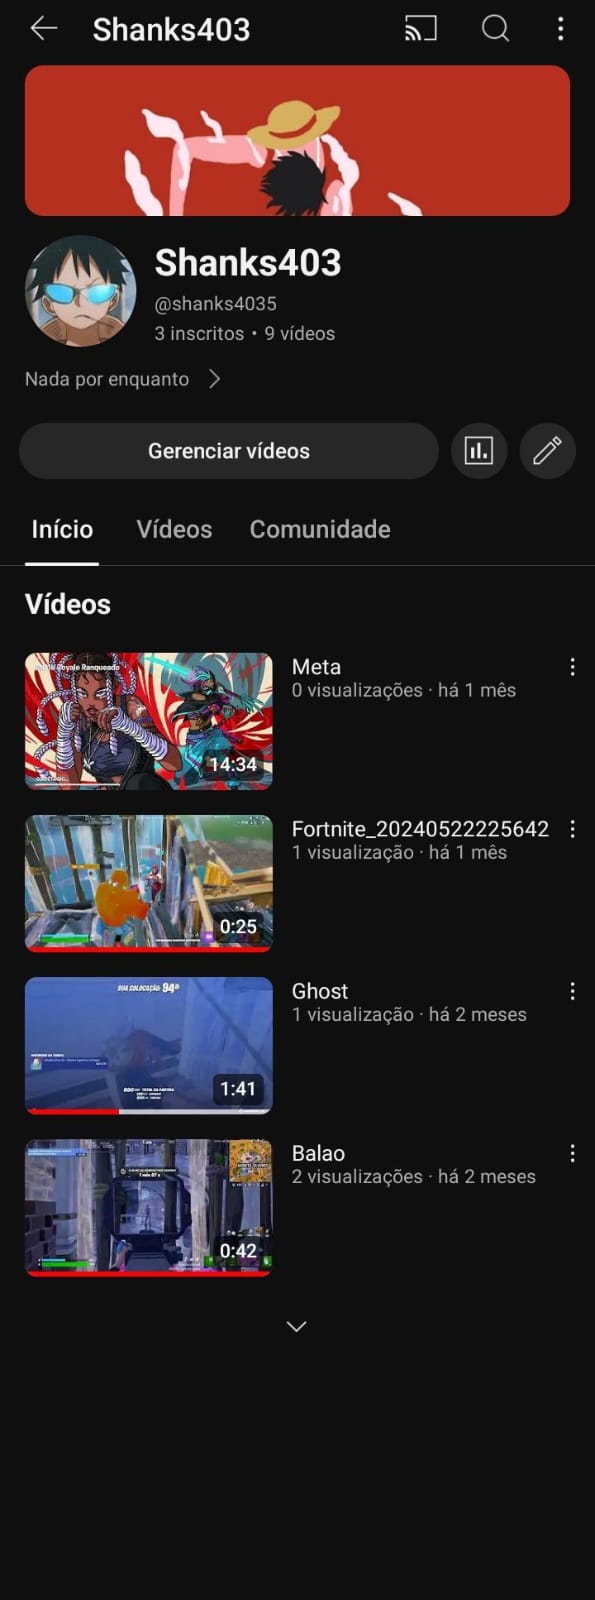 Shanks403
Shanks403
@shanks4035
3 inscritos • 9 vídeos
Nada por enquanto
Gerenciar vídeos
Início Vídeos Comunidade
Vídeos
Royale Ranqueado
14:34
Meta
0 visualizações · há 1 mês
0:25
Fortnite_20240522225642
1 visualização · há 1 mês
SUA COLOCAÇÃO: 94º
1:41
Ghost
1 visualização · há 2 meses
0:42
Balao
2 visualizações · há 2 meses